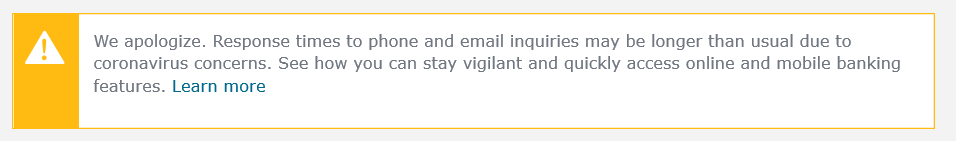 We apologize. Response times to phone and email inquiries may be longer than usual due to
coronavirus concerns. See how you can stay vigilant and quickly access online and mobile banking
features. Learn more